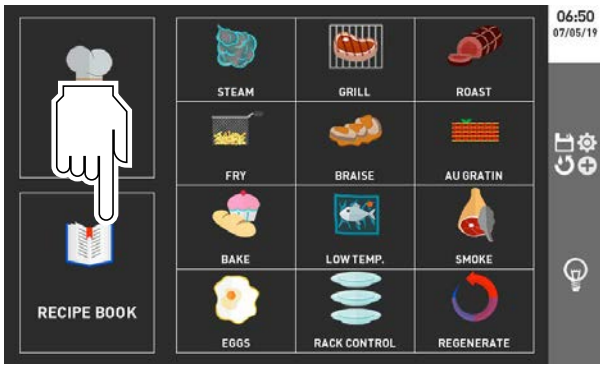 06:50
07/05/19
STEAM
GRILL
ROAST
FRY
BRAISE
AU GRATIN
BAKE
LOW TEMP.
SMOKE
RECIPE BOOK
EGGS
RACK CONTROL
REGENERATE